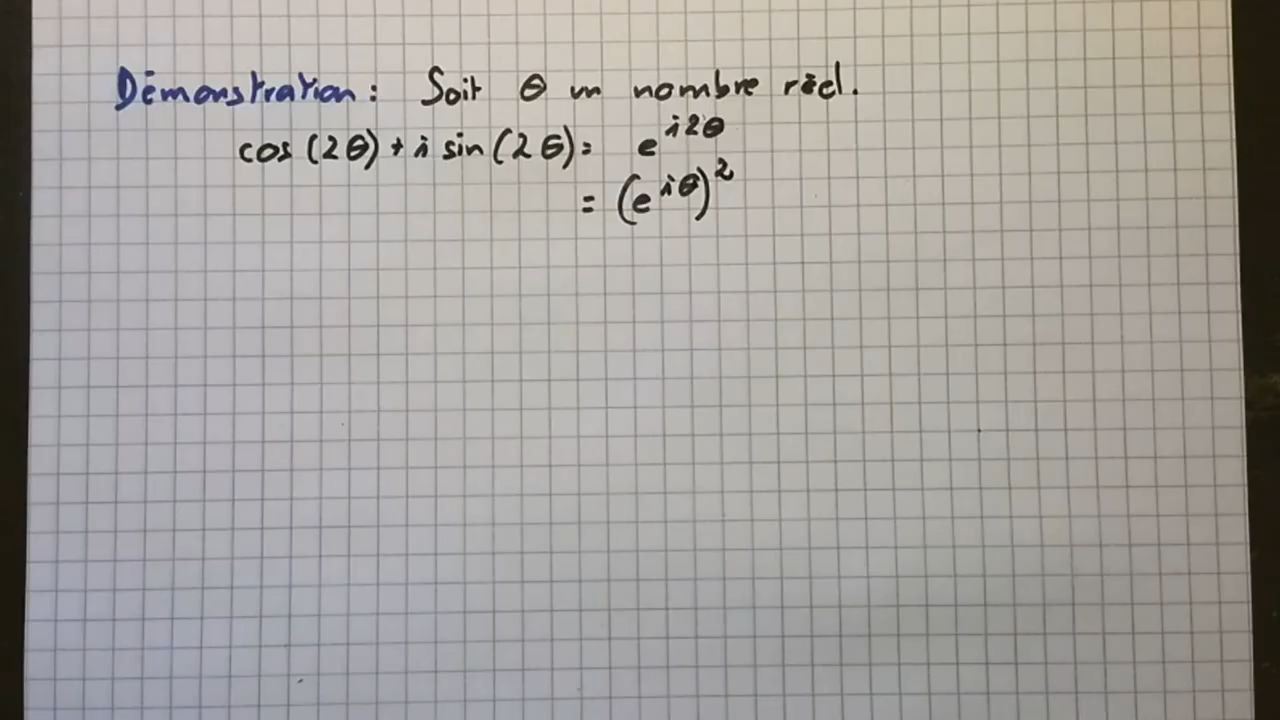 Démonstration : Soit θ un nombre réel.
cos (2θ) + i sin (2θ) = e^{i2θ}
= (e^{iθ})^2